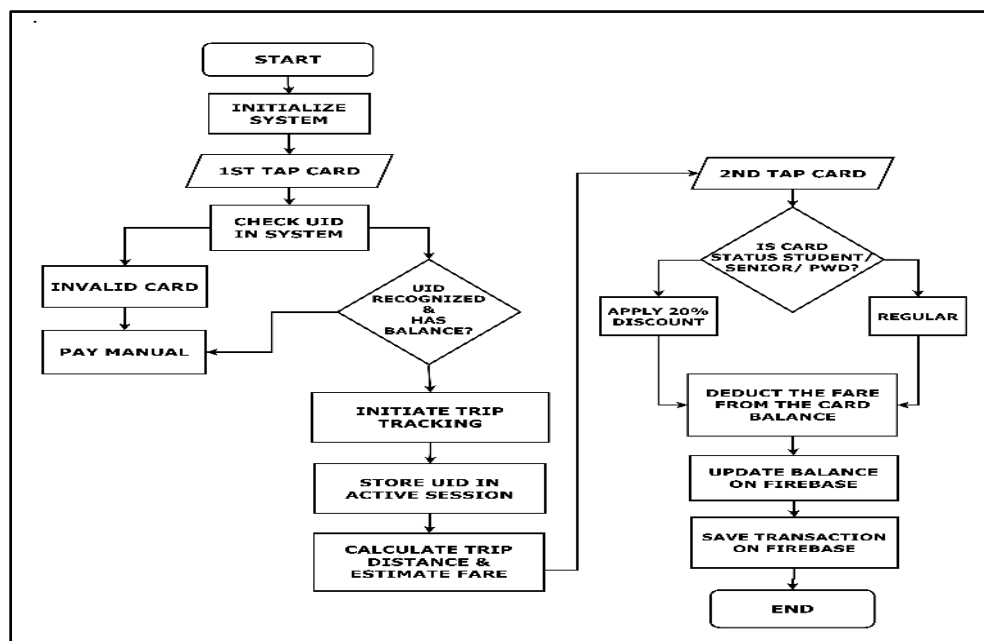 START
INITIALIZE
SYSTEM
1ST TAP CARD
CHECK UID
IN SYSTEM
INVALID CARD
PAY MANUAL
UID
RECOGNIZED
&
HAS
BALANCE?
INITIATE TRIP
TRACKING
STORE UID IN
ACTIVE SESSION
CALCULATE TRIP
DISTANCE &
ESTIMATE FARE
2ND TAP CARD
IS CARD
STATUS STUDENT/
SENIOR/ PWD?
APPLY 20%
DISCOUNT
REGULAR
DEDUCT THE FARE
FROM THE CARD
BALANCE
UPDATE BALANCE
ON FIREBASE
SAVE TRANSACTION
ON FIREBASE
END